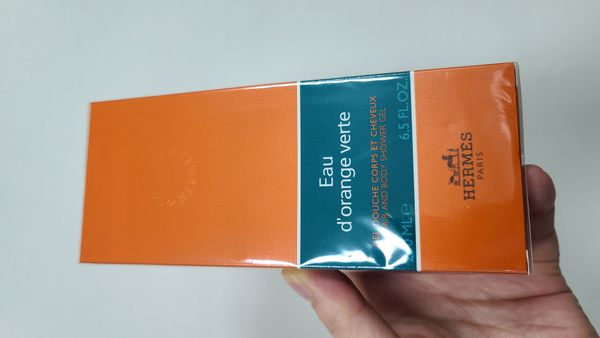 Eau
d'orange verte
GEL DOUCHE CORPS ET CHEVEUX
HAIR AND BODY SHOWER GEL
ML℮ 6.5 FL.OZ.
HERMÈS
PARIS